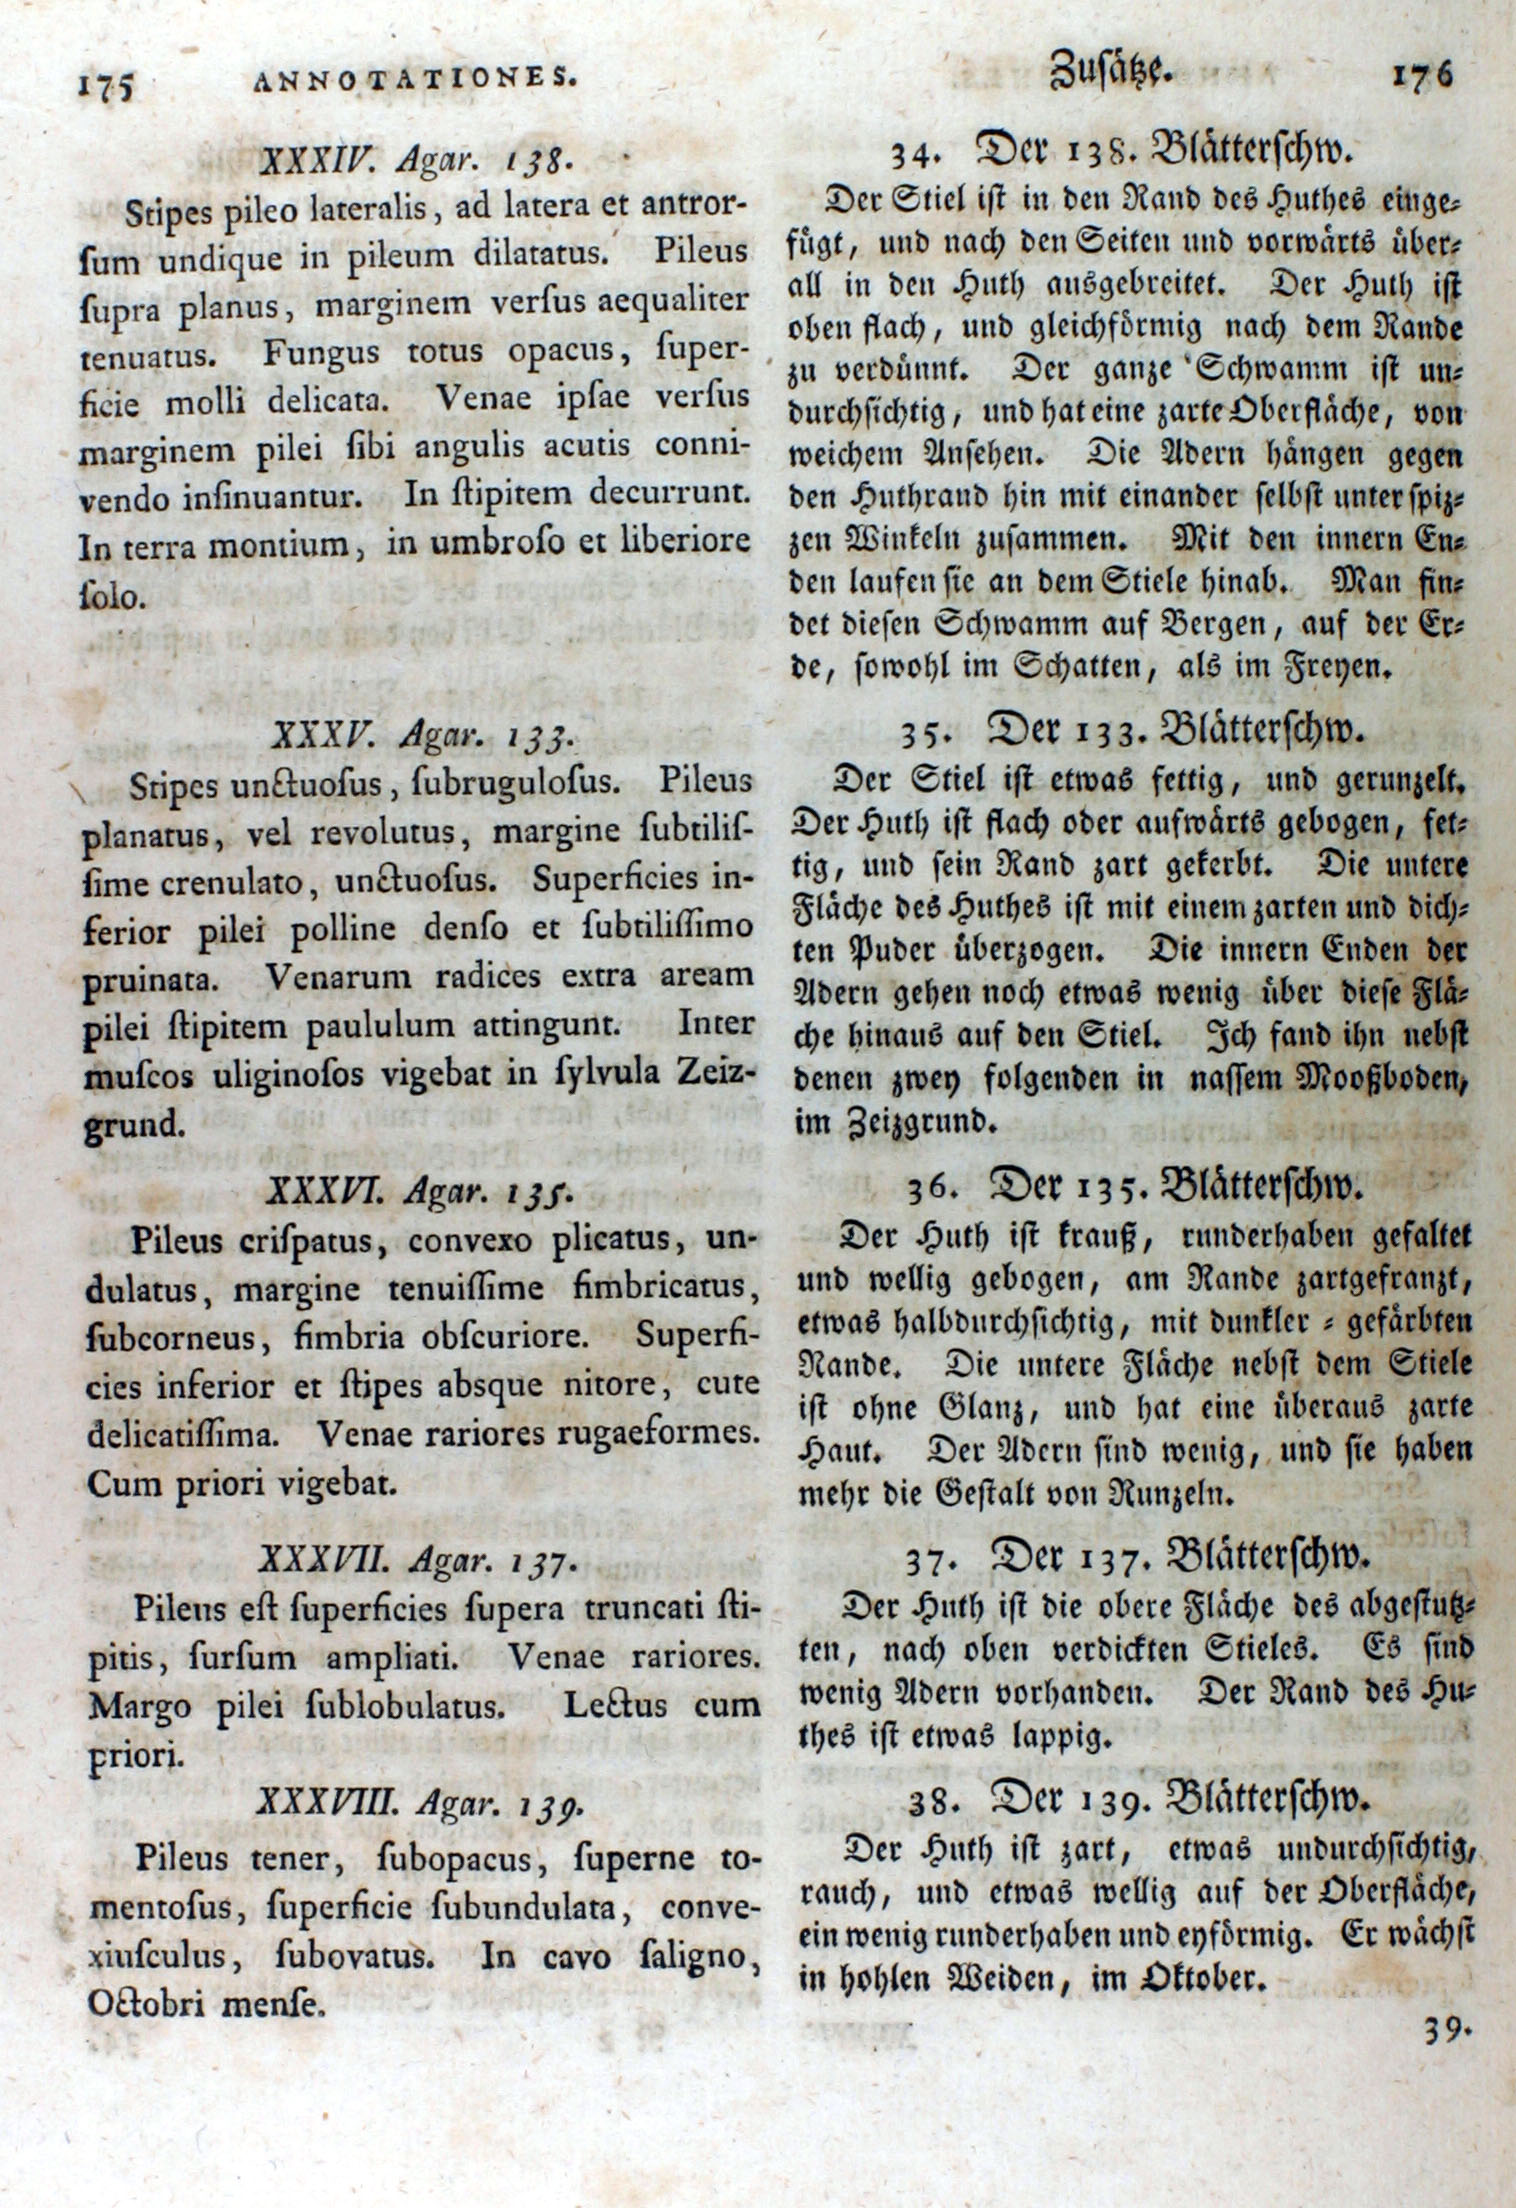 175 ANNOTATIONES.
XXXIV. Agar. 138.
Stipes pileo lateralis, ad latera et antror-
ſum undique in pileum dilatatus. Pileus
ſupra planus, marginem verſus aequaliter
tenuatus. Fungus totus opacus, ſuper-
ficie molli delicata. Venae ipſae verſus
marginem pilei ſibi angulis acutis conni-
vendo inſinuantur. In ſtipitem decurrunt.
In terra montium, in umbroſo et liberiore
ſolo.
XXXV. Agar. 133.
Stipes unctuoſus, ſubruguloſus. Pileus
planatus, vel revolutus, margine ſubtiliſ-
ſime crenulato, unctuoſus. Superficies in-
ferior pilei polline denſo et ſubtiliſſimo
pruinata. Venarum radices extra aream
pilei ſtipitem paululum attingunt. Inter
muſcos uliginoſos vigebat in ſylvula Zeiz-
grund.
XXXVI. Agar. 135.
Pileus criſpatus, convexo plicatus, un-
dulatus, margine tenuiſſime fimbricatus,
ſubcorneus, fimbria obſcuriore. Superfi-
cies inferior et ſtipes absque nitore, cute
delicatiſſima. Venae rariores rugaeformes.
Cum priori vigebat.
XXXVII. Agar. 137.
Pileus eſt ſuperficies ſupera truncati ſti-
pitis, ſurſum ampliati. Venae rariores.
Margo pilei ſublobulatus. Lectus cum
priori.
XXXVIII. Agar. 139.
Pileus tener, ſubopacus, ſuperne to-
mentoſus, ſuperficie ſubundulata, conve-
xiuſculus, ſubovatus. In cavo ſaligno,
Octobri menſe.
Zuſätze. 176
34. Der 138. Blätterſchw.
Der Stiel iſt in den Rand des Huthes einge⸗
fügt, und nach den Seiten und vorwärts über⸗
all in den Huth ausgebreitet. Der Huth iſt
oben flach, und gleichförmig nach dem Rande
zu verdünnt. Der ganze Schwamm iſt un⸗
durchſichtig, und hat eine zarte Oberfläche, von
weichem Anſehen. Die Adern hängen gegen
den Huthrand hin mit einander ſelbſt unter ſpiz⸗
zen Winkeln zuſammen. Mit den innern En⸗
den laufen ſie an dem Stiele hinab. Man fin⸗
det dieſen Schwamm auf Bergen, auf der Er⸗
de, ſowohl im Schatten, als im Freyen.
35. Der 133. Blätterſchw.
Der Stiel iſt etwas fettig, und gerunzelt.
Der Huth iſt flach oder aufwärts gebogen, fet⸗
tig, und ſein Rand zart gekerbt. Die untere
Fläche des Huthes iſt mit einem zarten und dich⸗
ten Puder überzogen. Die innern Enden der
Adern gehen noch etwas wenig über dieſe Flä⸗
che hinaus auf den Stiel. Ich fand ihn nebſt
denen zwey folgenden in naſſem Mooßboden,
im Zeizgrund.
36. Der 135. Blätterſchw.
Der Huth iſt krauß, runderhaben gefaltet
und wellig gebogen, am Rande zartgefranzt,
etwas halbdurchſichtig, mit dunkler⸗gefärbten
Rande. Die untere Fläche nebſt dem Stiele
iſt ohne Glanz, und hat eine überaus zarte
Haut. Der Adern ſind wenig, und ſie haben
mehr die Geſtalt von Runzeln.
37. Der 137. Blätterſchw.
Der Huth iſt die obere Fläche des abgeſtutz⸗
ten, nach oben verdickten Stieles. Es ſind
wenig Adern vorhanden. Der Rand des Hu⸗
thes iſt etwas lappig.
38. Der 139. Blätterſchw.
Der Huth iſt zart, etwas undurchſichtig,
rauch, und etwas wellig auf der Oberfläche,
ein wenig runderhaben und eyförmig. Er wächſt
in hohlen Weiden, im Oktober.
39.